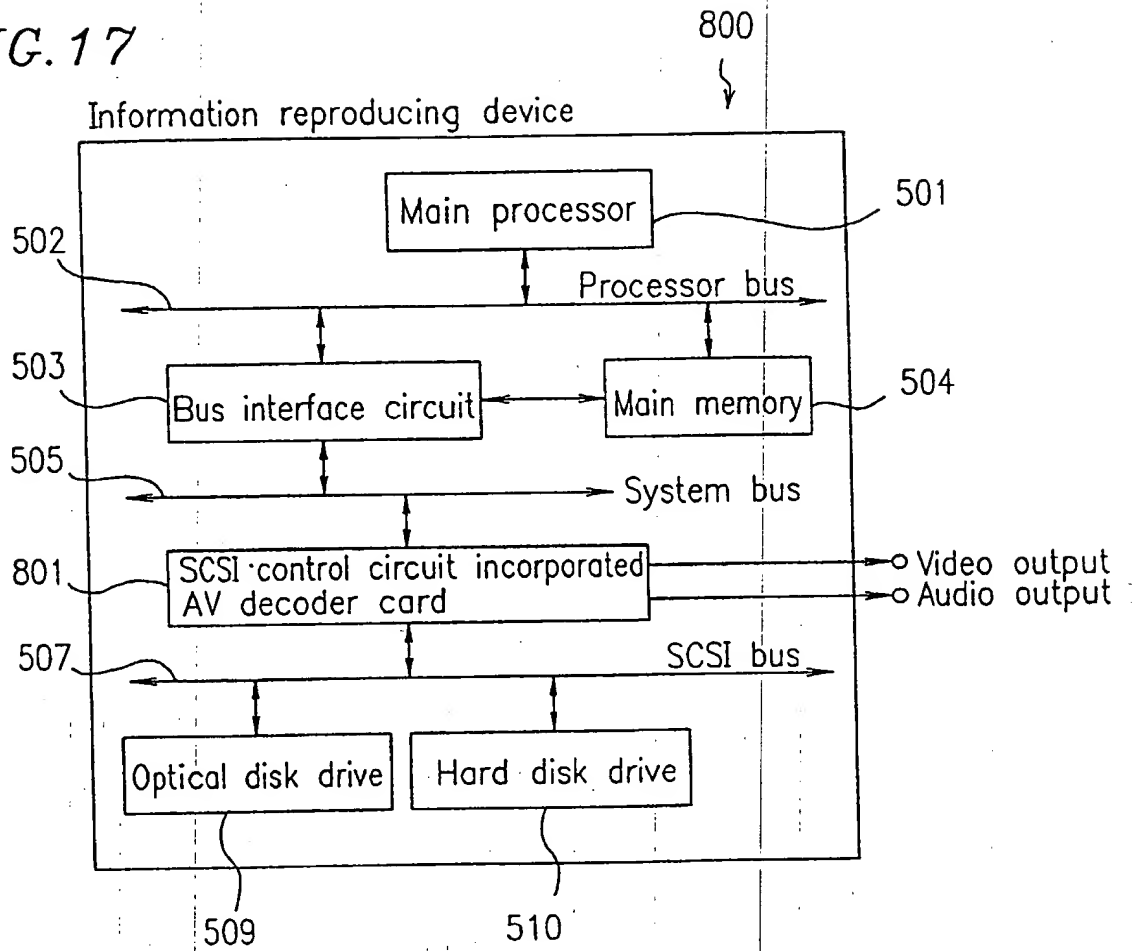 IG. 17
800
Information reproducing device
Main processor
501
502
Processor bus
503
Bus interface circuit
Main memory
504
505
System bus
801
SCSI control circuit incorporated
AV decoder card
Video output
Audio output
507
SCSI bus
Optical disk drive
Hard disk drive
509
510